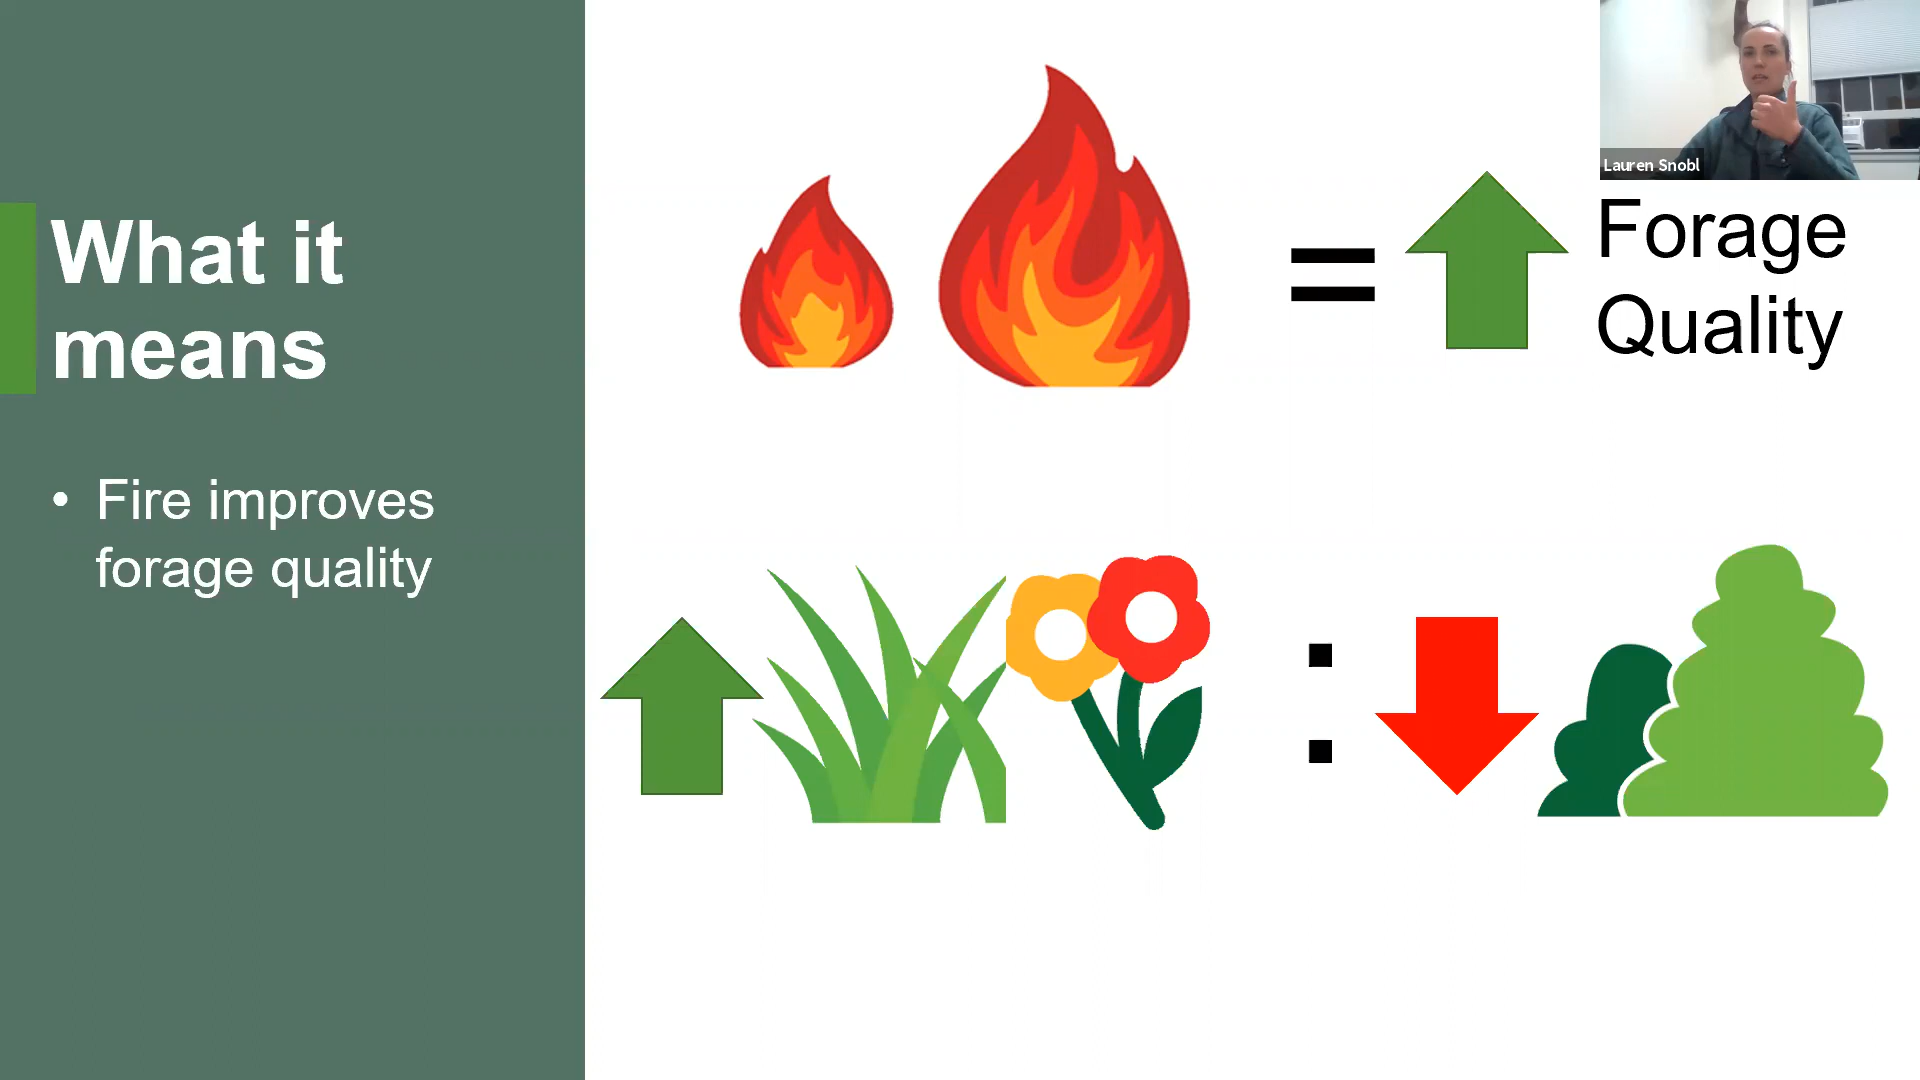 What it
means
• Fire improves
forage quality
=
Forage
Quality
:
Lauren Snobl